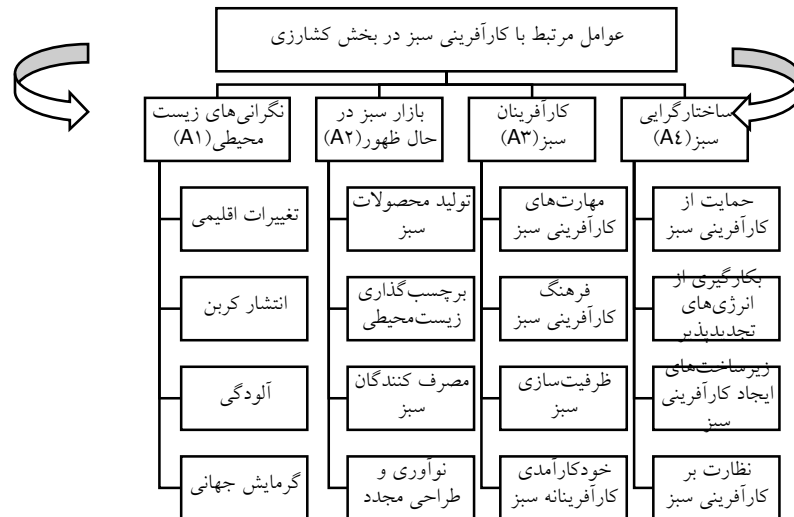 عوامل مرتبط با کارآفرینی سبز در بخش کشارزی
ساختارگرایی
سبز(A٤)
کارآفرینان
سبز(A٣)
بازار سبز در
حال ظهور(A٢)
نگرانی‌های زیست
محیطی(A١)
حمایت از
کارآفرینی سبز
بکارگیری از
انرژی‌های
تجدیدپذیر
زیرساخت‌های
ایجاد کارآفرینی
سبز
نظارت بر
کارآفرینی سبز
مهارت‌های
کارآفرینی سبز
فرهنگ
کارآفرینی سبز
ظرفیت‌سازی
سبز
خودکارآمدی
کارآفرینانه سبز
تولید محصولات
سبز
برچسب‌گذاری
زیست‌محیطی
مصرف کنندگان
سبز
نوآوری و
طراحی مجدد
تغییرات اقلیمی
انتشار کربن
آلودگی
گرمایش جهانی